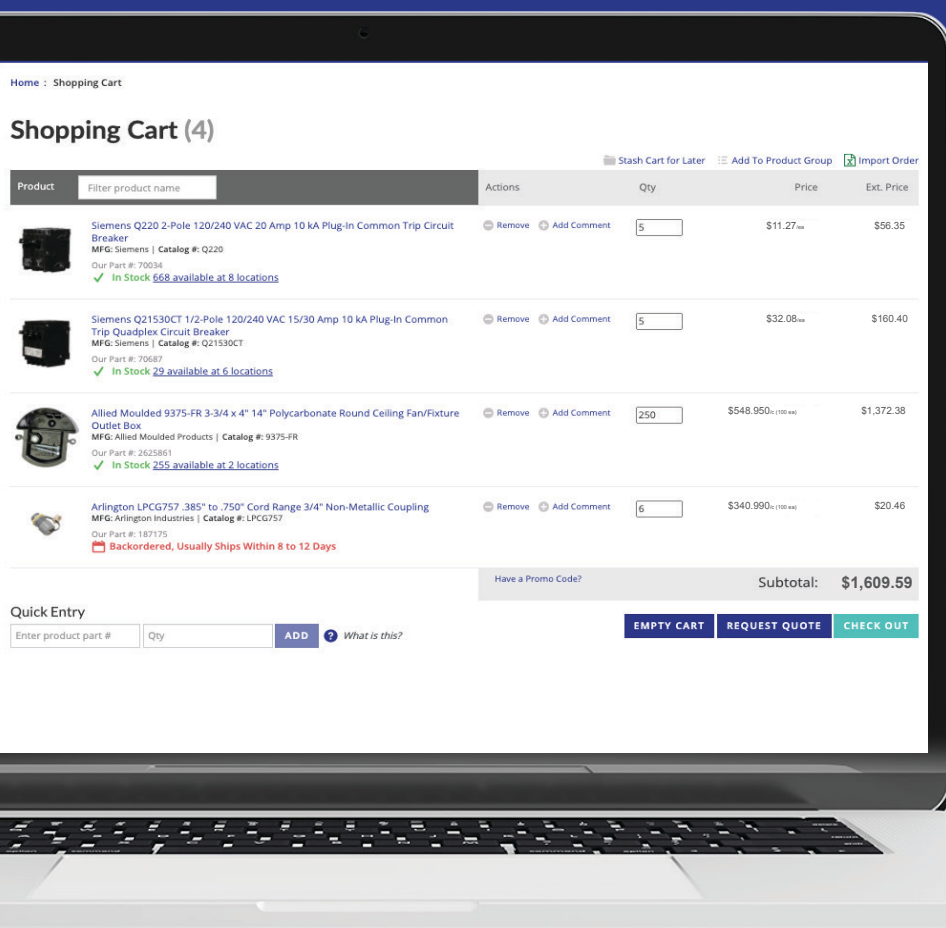 Home : Shopping Cart
Shopping Cart (4)
Stash Cart for Later Add To Product Group Import Order
Product Filter product name Actions Qty Price Ext. Price
Siemens Q220 2-Pole 120/240 VAC 20 Amp 10 kA Plug-In Common Trip Circuit
Breaker
MFG: Siemens | Catalog #: Q220
Our Part #: 70034
In Stock 668 available at 8 locations
Remove Add Comment 5 $11.27/ea $56.35
Siemens Q21530CT 1/2-Pole 120/240 VAC 15/30 Amp 10 kA Plug-In Common
Trip Quadplex Circuit Breaker
MFG: Siemens | Catalog #: Q21530CT
Our Part #: 70687
In Stock 29 available at 6 locations
Remove Add Comment 5 $32.08/ea $160.40
Allied Moulded 9375-FR 3-3/4 x 4" 14" Polycarbonate Round Ceiling Fan/Fixture
Outlet Box
MFG: Allied Moulded Products | Catalog #: 9375-FR
Our Part #: 2625861
In Stock 255 available at 2 locations
Remove Add Comment 250 $548.950/c (100 ea) $1,372.38
Arlington LPCG757 .385" to .750" Cord Range 3/4" Non-Metallic Coupling
MFG: Arlington Industries | Catalog #: LPCG757
Our Part #: 187175
Backordered, Usually Ships Within 8 to 12 Days
Remove Add Comment 6 $340.990/c (100 ea) $20.46
Have a Promo Code? Subtotal: $1,609.59
Quick Entry
Enter product part # Qty ADD ? What is this?
EMPTY CART REQUEST QUOTE CHECK OUT